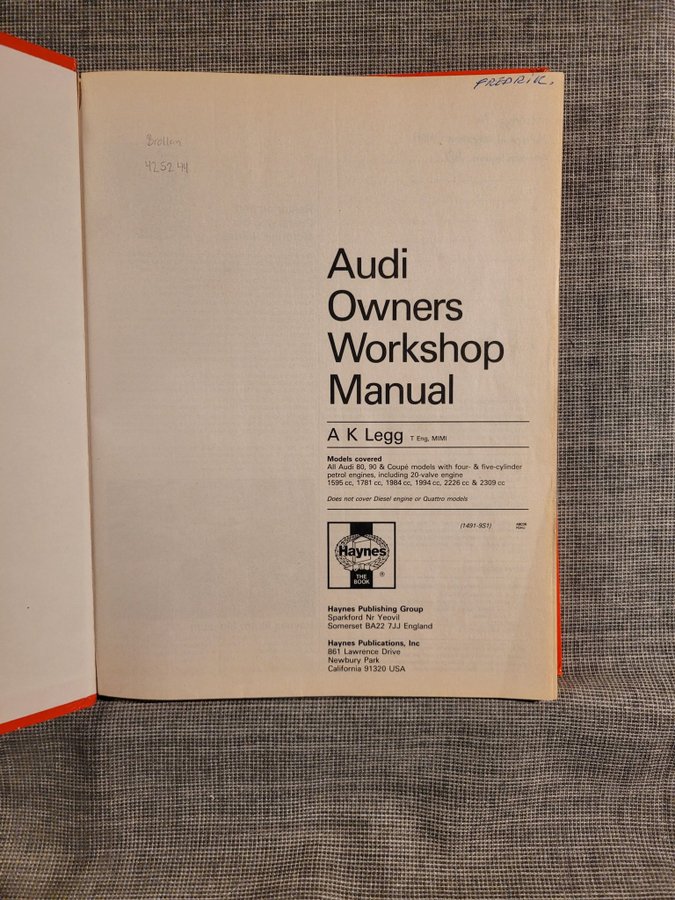 FREDRIK.
42 52 44
Audi
Owners
Workshop
Manual
A K Legg T Eng, MIMI
Models covered
All Audi 80, 90 & Coupé models with four- & five-cylinder
petrol engines, including 20-valve engine
1595 cc, 1781 cc, 1984 cc, 1994 cc, 2226 cc & 2309 cc
Does not cover Diesel engine or Quattro models
(1491-9S1)
Haynes
THE
BOOK
®
Haynes Publishing Group
Sparkford Nr Yeovil
Somerset BA22 7JJ England
Haynes Publications, Inc
861 Lawrence Drive
Newbury Park
California 91320 USA